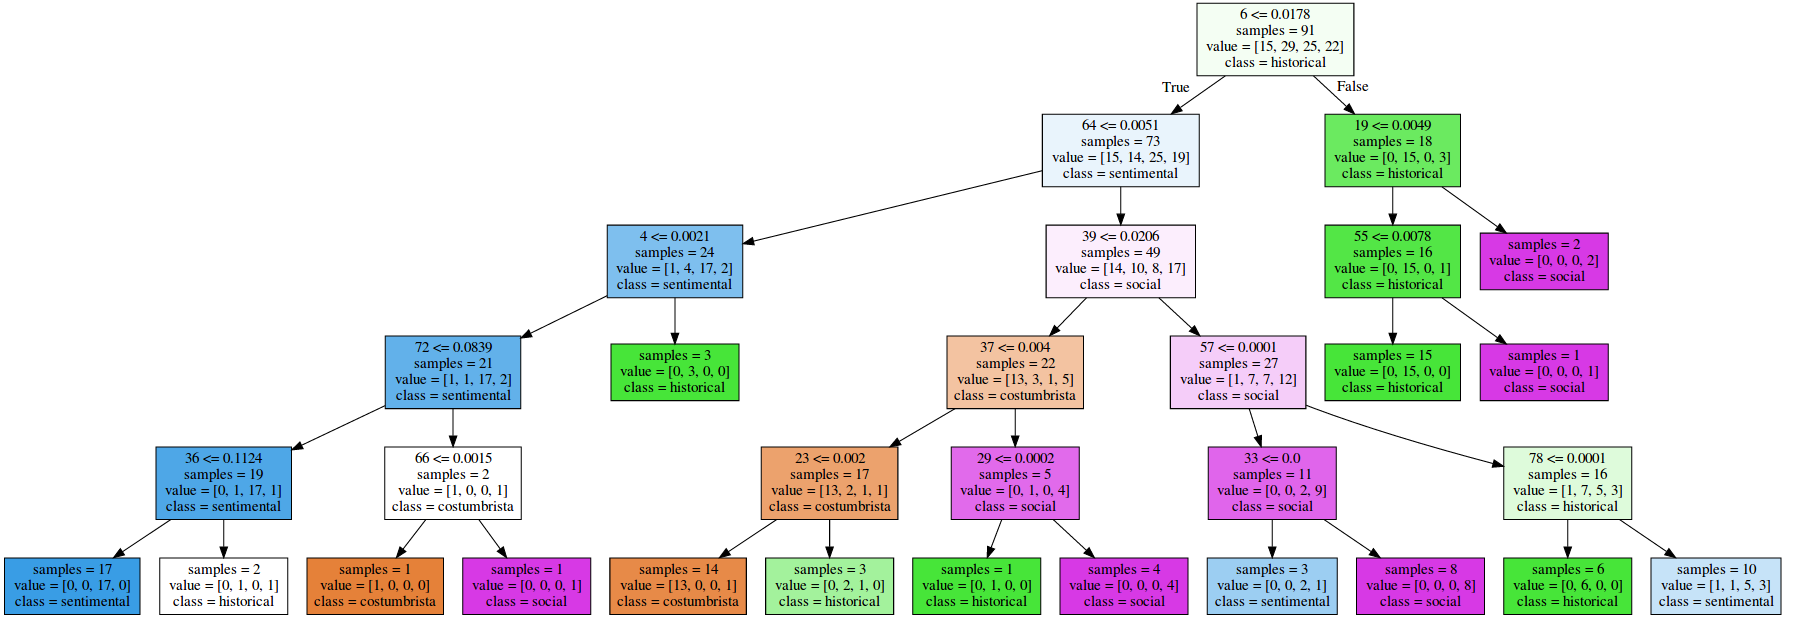 6 <= 0.0178
samples = 91
value = [15, 29, 25, 22]
class = historical
True
False
64 <= 0.0051
samples = 73
value = [15, 14, 25, 19]
class = sentimental
19 <= 0.0049
samples = 18
value = [0, 15, 0, 3]
class = historical
4 <= 0.0021
samples = 24
value = [1, 4, 17, 2]
class = sentimental
39 <= 0.0206
samples = 49
value = [14, 10, 8, 17]
class = social
55 <= 0.0078
samples = 16
value = [0, 15, 0, 1]
class = historical
samples = 2
value = [0, 0, 0, 2]
class = social
72 <= 0.0839
samples = 21
value = [1, 1, 17, 2]
class = sentimental
samples = 3
value = [0, 3, 0, 0]
class = historical
37 <= 0.004
samples = 22
value = [13, 3, 1, 5]
class = costumbrista
57 <= 0.0001
samples = 27
value = [1, 7, 7, 12]
class = social
samples = 15
value = [0, 15, 0, 0]
class = historical
samples = 1
value = [0, 0, 0, 1]
class = social
36 <= 0.1124
samples = 19
value = [0, 1, 17, 1]
class = sentimental
66 <= 0.0015
samples = 2
value = [1, 0, 0, 1]
class = costumbrista
23 <= 0.002
samples = 17
value = [13, 2, 1, 1]
class = costumbrista
29 <= 0.0002
samples = 5
value = [0, 1, 0, 4]
class = social
33 <= 0.0
samples = 11
value = [0, 0, 2, 9]
class = social
78 <= 0.0001
samples = 16
value = [1, 7, 5, 3]
class = historical
samples = 17
value = [0, 0, 17, 0]
class = sentimental
samples = 2
value = [0, 1, 0, 1]
class = historical
samples = 1
value = [1, 0, 0, 0]
class = costumbrista
samples = 1
value = [0, 0, 0, 1]
class = social
samples = 14
value = [13, 0, 0, 1]
class = costumbrista
samples = 3
value = [0, 2, 1, 0]
class = historical
samples = 1
value = [0, 1, 0, 0]
class = historical
samples = 4
value = [0, 0, 0, 4]
class = social
samples = 3
value = [0, 0, 2, 1]
class = sentimental
samples = 8
value = [0, 0, 0, 8]
class = social
samples = 6
value = [0, 6, 0, 0]
class = historical
samples = 10
value = [1, 1, 5, 3]
class = sentimental